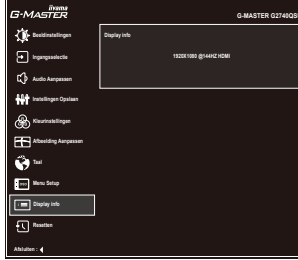 iiyama
G-MASTER
G-MASTER G2740QS
Beeldinstellingen
Display info
Ingangsselectie
1920X1080 @144HZ HDMI
Audio Aanpassen
Instelingen Opslaan
Kleurinstellingen
Afbeelding Aanpassen
Taal
Menu Setup
Display info
Resetten
Afsluiten :